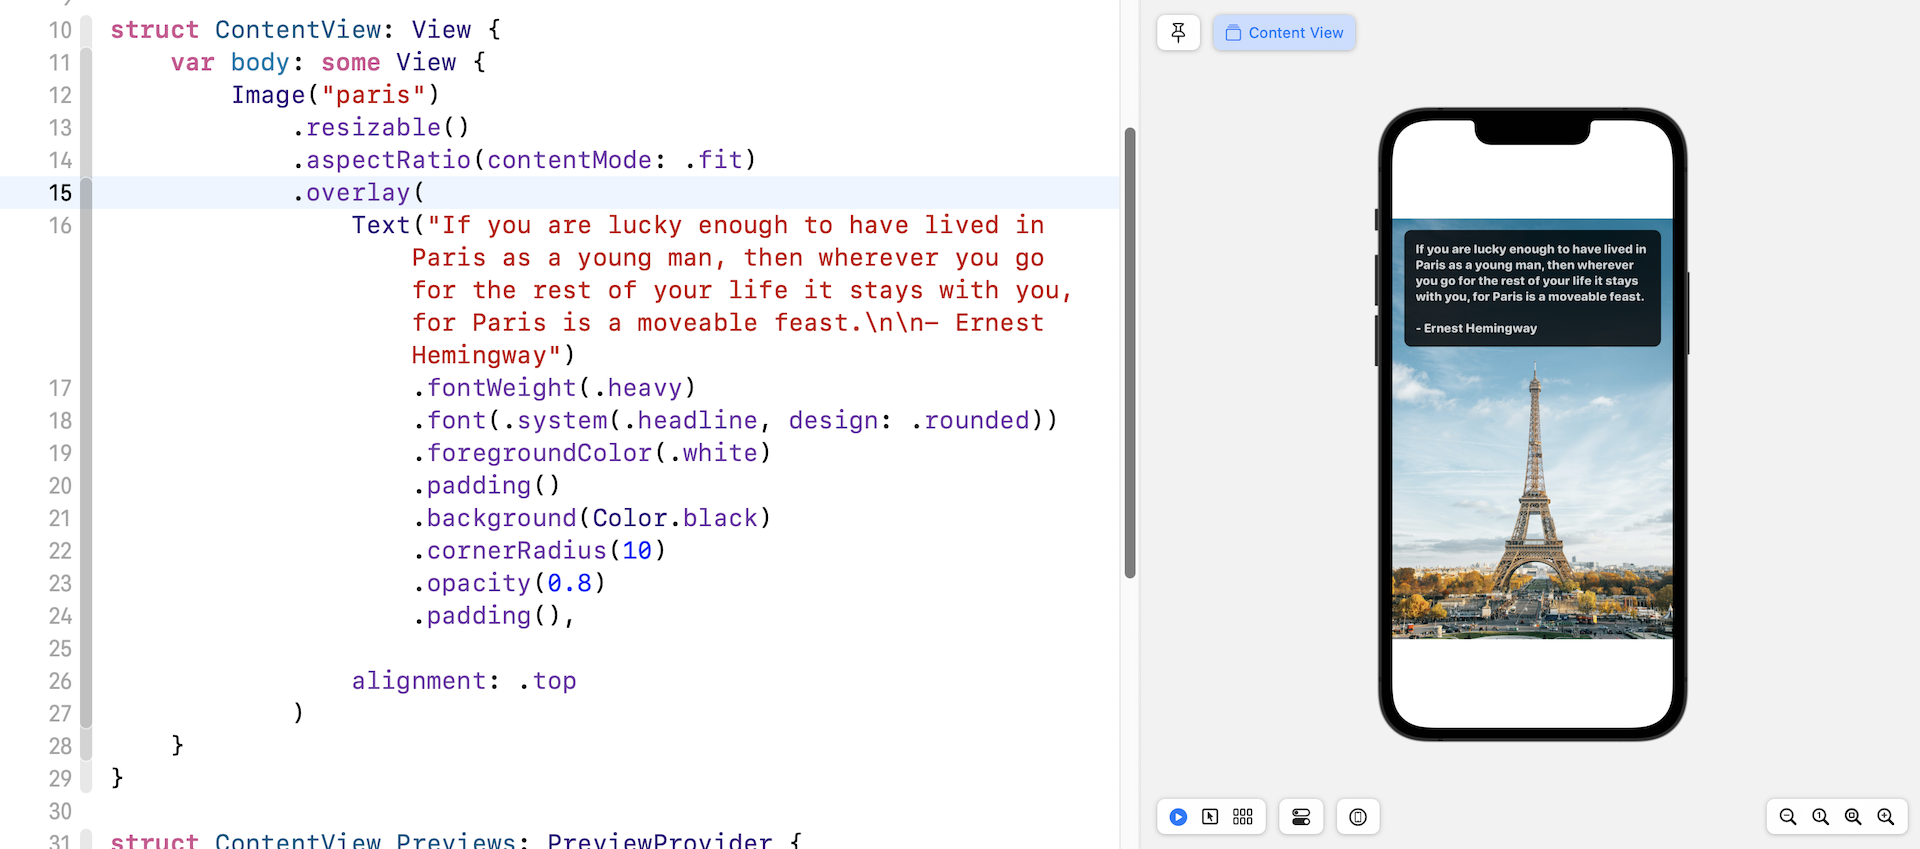 10 struct ContentView: View {
Content View
11 var body: some View {
12 Image("paris")
13 .resizable()
14 .aspectRatio(contentMode: .fit)
15 .overlay(
16 Text("If you are lucky enough to have lived in
Paris as a young man, then wherever you go
for the rest of your life it stays with you,
for Paris is a moveable feast.\n\n- Ernest
Hemingway")
17 .fontWeight(.heavy)
18 .font(.system(.headline, design: .rounded))
19 .foregroundColor(.white)
20 .padding()
21 .background(Color.black)
22 .cornerRadius(10)
23 .opacity(0.8)
24 .padding(),
25
26 alignment: .top
27 )
28 }
29 }
30
31 struct ContentView_Previews: PreviewProvider {
If you are lucky enough to have lived in
Paris as a young man, then wherever
you go for the rest of your life it stays
with you, for Paris is a moveable feast.
- Ernest Hemingway